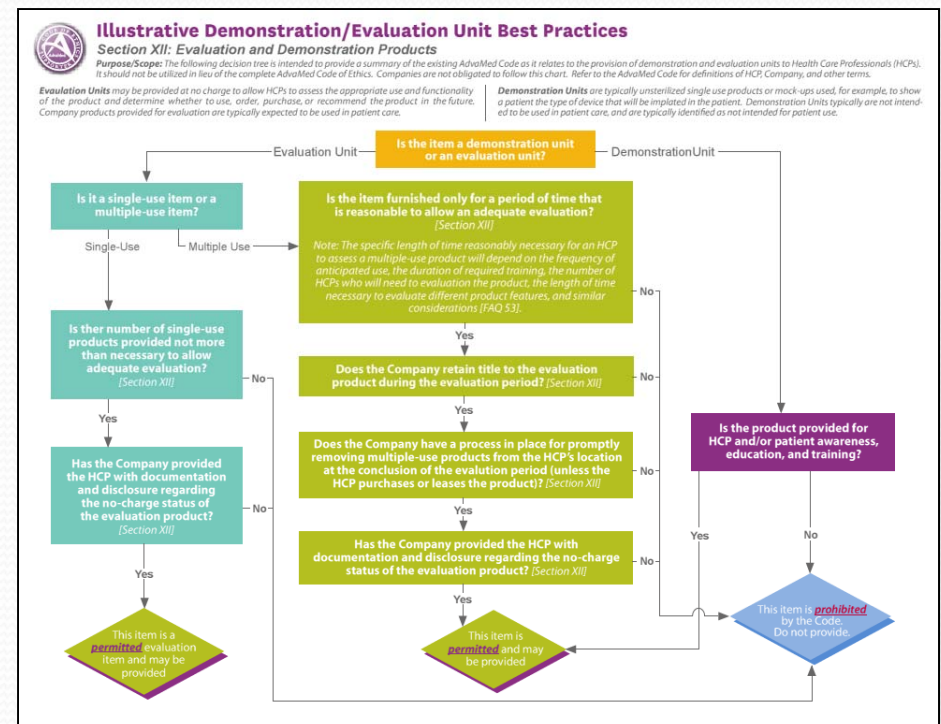 Illustrative Demonstration/Evaluation Unit Best Practices
Section XII: Evaluation and Demonstration Products
Purpose/Scope: The following decision tree is intended to provide a summary of the existing AdvaMed Code as it relates to the provision of demonstration and evaluation units to Health Care Professionals (HCPs).
It should not be utilized in lieu of the complete AdvaMed Code of Ethics. Companies are not obligated to follow this chart. Refer to the AdvaMed Code for definitions of HCP, Company, and other terms.
Evaulation Units may be provided at no charge to allow HCPs to assess the appropriate use and functionality
of the product and determine whether to use, order, purchase, or recommend the product in the future.
Company products provided for evaluation are typically expected to be used in patient care.
Demonstration Units are typically unsterilized single use products or mock-ups used, for example, to show
a patient the type of device that will be implated in the patient. Demonstration Units typically are not intend-
ed to be used in patient care, and are typically identified as not intended for patient use.
Is the item a demonstration unit
or an evaluation unit?
Evaluation Unit
DemonstrationUnit
Is it a single-use item or a
multiple-use item?
Single-Use
Multiple Use
Is the item furnished only for a period of time that
is reasonable to allow an adequate evaluation?
[Section XII]
Note: The specific length of time reasonably necessary for an HCP
to assess a multiple-use product will depend on the frequency of
anticipated use, the duration of required training, the number of
HCPs who will need to evaluation the product, the length of time
necessary to evaluate different product features, and similar
considerations [FAQ 53].
No
Yes
Is ther number of single-use
products provided not more
than necessary to allow
adequate evaluation?
[Section XII]
No
Yes
Does the Company retain title to the evaluation
product during the evaluation period? [Section XII]
No
Yes
Does the Company have a process in place for promptly
removing multiple-use products from the HCP's location
at the conclusion of the evalution period (unless the
HCP purchases or leases the product)? [Section XII]
No
Yes
Is the product provided for
HCP and/or patient awareness,
education, and training?
Yes
No
Has the Company provided
the HCP with documentation
and disclosure regarding
the no-charge status of
the evaluation product?
[Section XII]
No
Yes
Has the Company provided the HCP with
documentation and disclosure regarding the no-charge
status of the evaluation product? [Section XII]
No
Yes
This item is a
permitted evaluation
item and may be
provided
This item is
permitted and may
be provided
This item is prohibited
by the Code.
Do not provide.